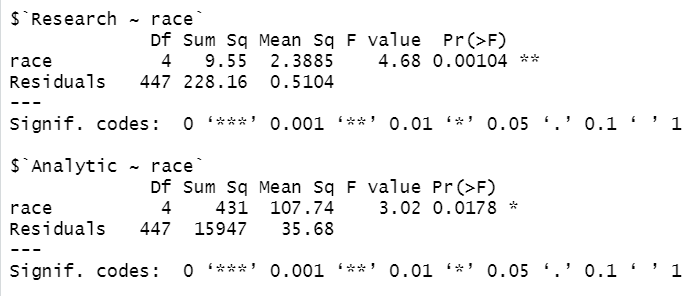 $`Research ~ race`
             Df Sum Sq Mean Sq F value  Pr(>F)
race          4   9.55  2.3885    4.68 0.00104 **
Residuals   447 228.16  0.5104
---
Signif. codes:  0 ‘***’ 0.001 ‘**’ 0.01 ‘*’ 0.05 ‘.’ 0.1 ‘ ’ 1
$`Analytic ~ race`
             Df Sum Sq Mean Sq F value Pr(>F)
race          4    431  107.74    3.02 0.0178 *
Residuals   447  15947   35.68
---
Signif. codes:  0 ‘***’ 0.001 ‘**’ 0.01 ‘*’ 0.05 ‘.’ 0.1 ‘ ’ 1